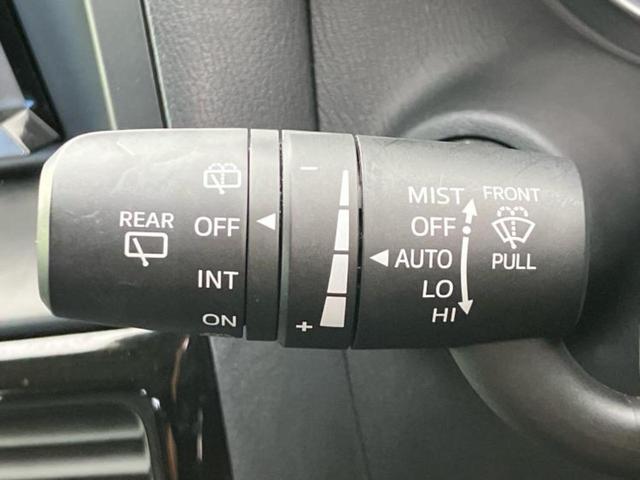 REAR
OFF
INT
ON
−
+
MIST
OFF
AUTO
LO
HI
FRONT
PULL